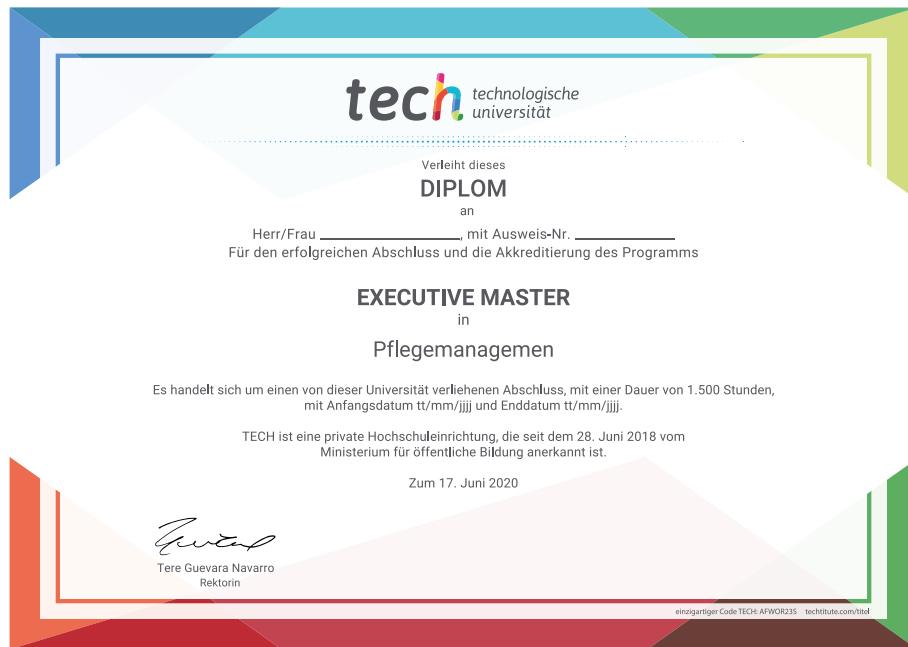 tech technologische
universität
Verleiht dieses
DIPLOM
an
Herr/Frau ____________________, mit Ausweis-Nr. ______________
Für den erfolgreichen Abschluss und die Akkreditierung des Programms
EXECUTIVE MASTER
in
Pflegemanagemen
Es handelt sich um einen von dieser Universität verliehenen Abschluss, mit einer Dauer von 1.500 Stunden,
mit Anfangsdatum tt/mm/jjjj und Enddatum tt/mm/jjjj.
TECH ist eine private Hochschuleinrichtung, die seit dem 28. Juni 2018 vom
Ministerium für öffentliche Bildung anerkannt ist.
Zum 17. Juni 2020
Tere Guevara Navarro
Rektorin
einzigartiger Code TECH: AFWOR23S techtitute.com/titel